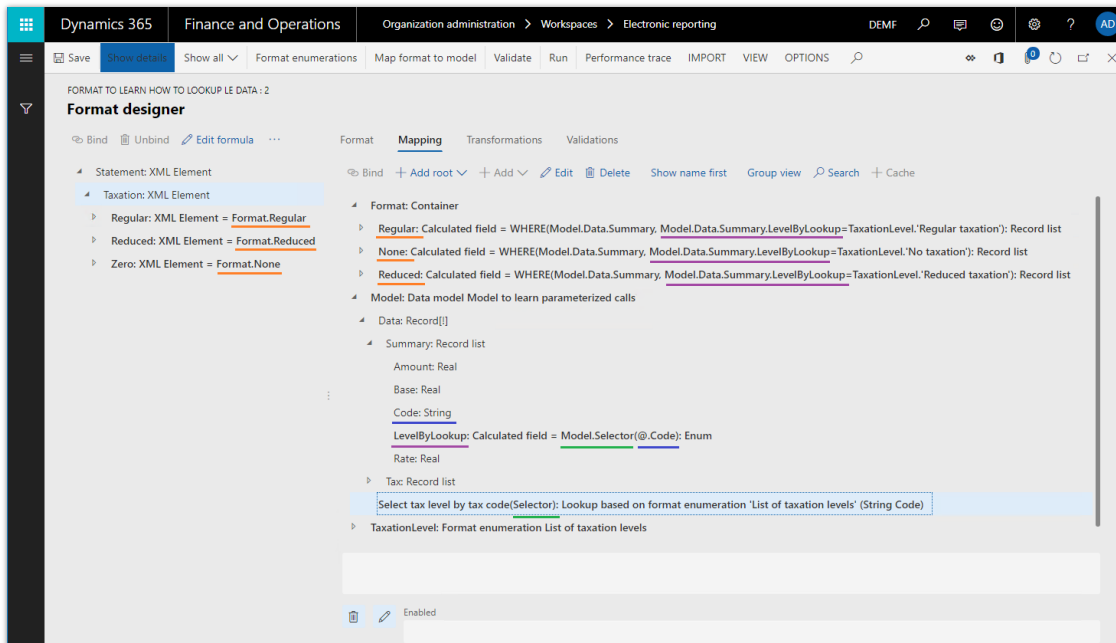 Dynamics 365 Finance and Operations Organization administration > Workspaces > Electronic reporting DEMF ? AD
Save Show details Show all Format enumerations Map format to model Validate Run Performance trace IMPORT VIEW OPTIONS 0
FORMAT TO LEARN HOW TO LOOKUP LE DATA : 2
Format designer
Bind Unbind Edit formula ...
Format Mapping Transformations Validations
Bind + Add root + Add Edit Delete Show name first Group view Search + Cache
Statement: XML Element
Taxation: XML Element
Regular: XML Element = Format.Regular
Reduced: XML Element = Format.Reduced
Zero: XML Element = Format.None
Format: Container
Regular: Calculated field = WHERE(Model.Data.Summary, Model.Data.Summary.LevelByLookup=TaxationLevel.'Regular taxation'): Record list
None: Calculated field = WHERE(Model.Data.Summary, Model.Data.Summary.LevelByLookup=TaxationLevel.'No taxation'): Record list
Reduced: Calculated field = WHERE(Model.Data.Summary, Model.Data.Summary.LevelByLookup=TaxationLevel.'Reduced taxation'): Record list
Model: Data model Model to learn parameterized calls
Data: Record[!]
Summary: Record list
Amount: Real
Base: Real
Code: String
LevelByLookup: Calculated field = Model.Selector(@.Code): Enum
Rate: Real
Tax: Record list
Select tax level by tax code(Selector): Lookup based on format enumeration 'List of taxation levels' (String Code)
TaxationLevel: Format enumeration List of taxation levels
Enabled